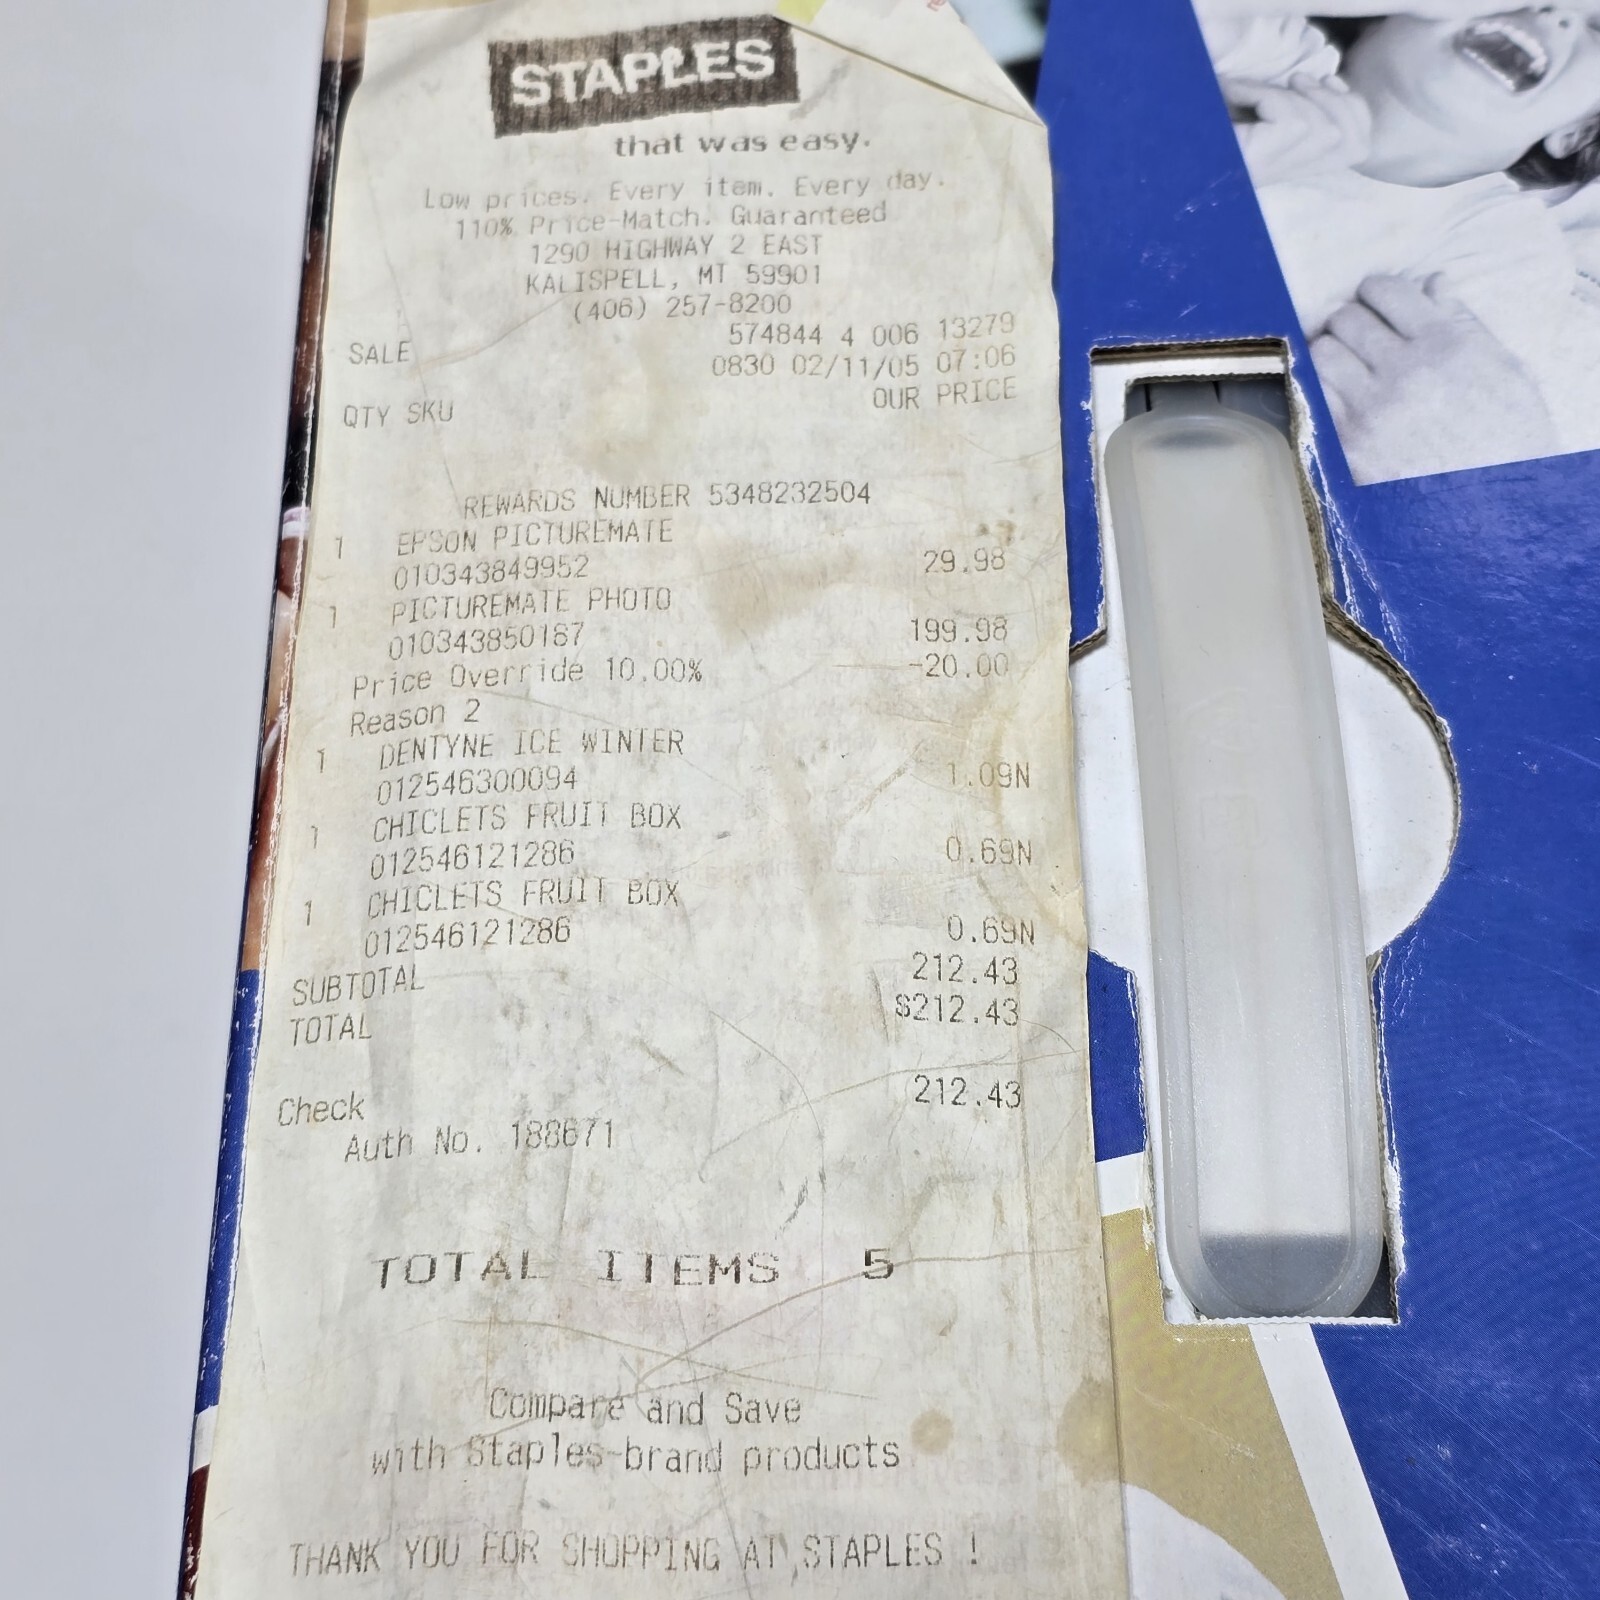 STAPLES
that was easy.
Low prices. Every item. Every day.
110% Price-Match. Guaranteed
1290 HIGHWAY 2 EAST
KALISPELL, MT 59901
(406) 257-8200
SALE 574844 4 006 13279
0830 02/11/05 07:06
QTY SKU OUR PRICE
REWARDS NUMBER 5348232504
1 EPSON PICTUREMATE
010343849952 29.98
1 PICTUREMATE PHOTO
010343850187 199.98
Price Override 10.00% -20.00
Reason 2
1 DENTYNE ICE WINTER
012546300094 1.09N
1 CHICLETS FRUIT BOX
012546121286 0.69N
1 CHICLETS FRUIT BOX
012546121286 0.69N
SUBTOTAL 212.43
TOTAL $212.43
Check 212.43
Auth No. 188671
TOTAL ITEMS 5
Compare and Save
with Staples-brand products
THANK YOU FOR SHOPPING AT STAPLES !